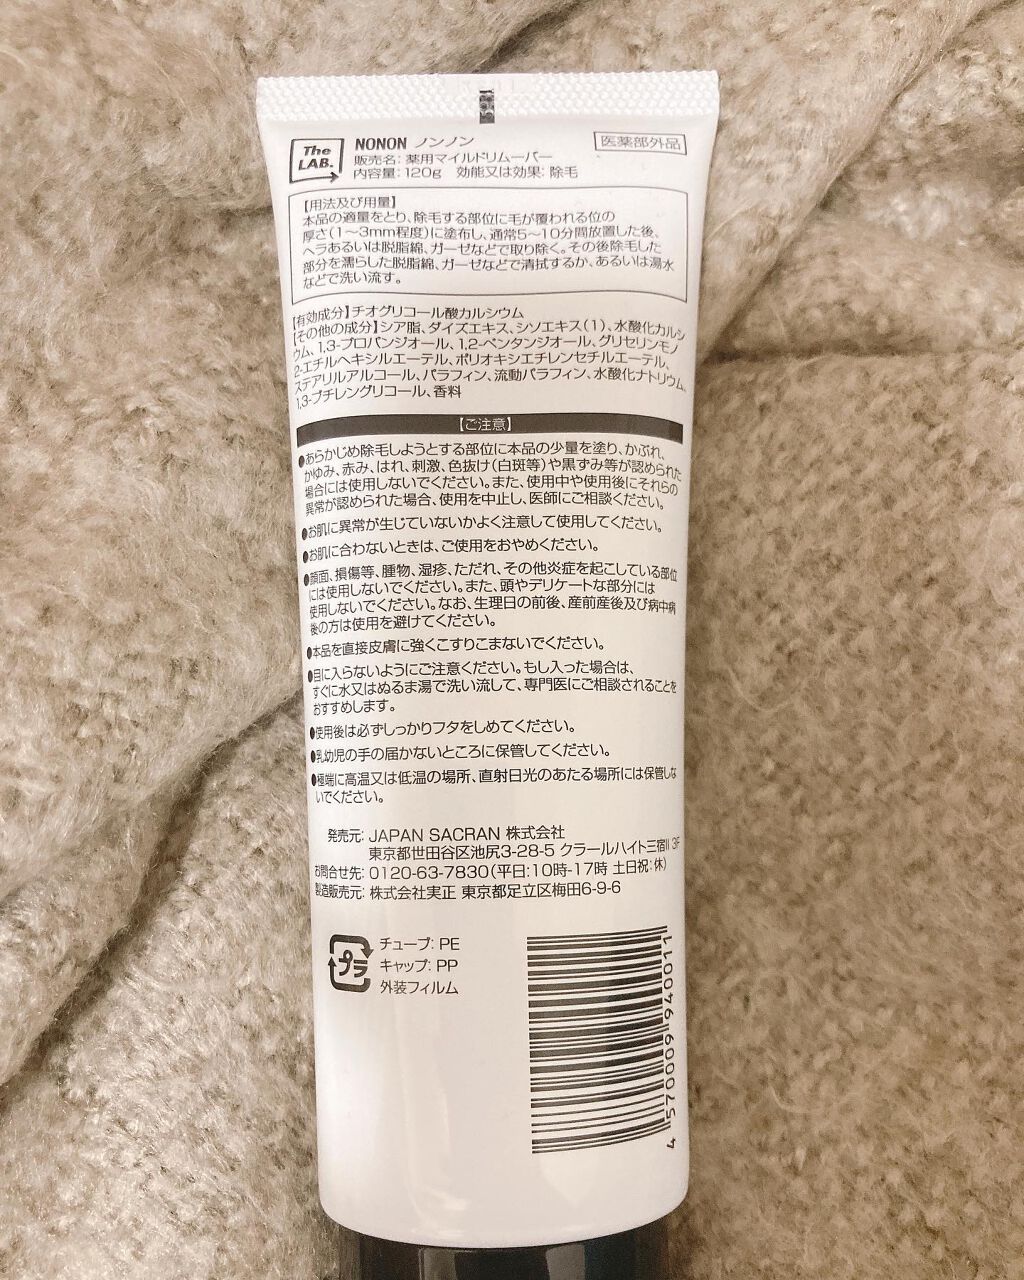 The
LAB.
NONON ノンノン
医薬部外品
販売名: 薬用マイルドリムーバー
内容量: 120g 効能又は効果: 除毛
【用法及び用量】
本品の適量をとり、除毛する部位に毛が覆われる位の
厚さ(1〜3mm程度)に塗布し、通常5〜10分間放置した後、
ヘラあるいは脱脂綿、ガーゼなどで取り除く。その後除毛した
部分を濡らした脱脂綿、ガーゼなどで清拭するか、あるいは湯水
などで洗い流す。
【有効成分】チオグリコール酸カルシウム
【その他の成分】シア脂、ダイズエキス、シソエキス(1)、水酸化カルシ
ウム、1,3-プロパンジオール、1,2-ペンタンジオール、グリセリンモノ
2-エチルヘキシルエーテル、ポリオキシエチレンセチルエーテル、
ステアリルアルコール、パラフィン、流動パラフィン、水酸化ナトリウム、
1,3-ブチレングリコール、香料
【ご注意】
●あらかじめ除毛しようとする部位に本品の少量を塗り、かぶれ、
かゆみ、赤み、はれ、刺激、色抜け(白斑等)や黒ずみ等が認められた
場合には使用しないでください。また、使用中や使用後にそれらの
異常が認められた場合、使用を中止し、医師にご相談ください。
●お肌に異常が生じていないかよく注意して使用してください。
●お肌に合わないときは、ご使用をおやめください。
●顔面、損傷等、腫物、湿疹、ただれ、その他炎症を起こしている部位
には使用しないでください。また、頭やデリケートな部分には
使用しないでください。なお、生理日の前後、産前産後及び病中病
後の方は使用を避けてください。
●本品を直接皮膚に強くこすりこまないでください。
●目に入らないようにご注意ください。もし入った場合は、
すぐに水又はぬるま湯で洗い流して、専門医にご相談されることを
おすすめします。
●使用後は必ずしっかりフタをしめてください。
●乳幼児の手の届かないところに保管してください。
●極端に高温又は低温の場所、直射日光のあたる場所には保管しな
いでください。
発売元: JAPAN SACRAN 株式会社
東京都世田谷区池尻3-28-5 クラールハイト三宿II 3F
お問合せ先: 0120-63-7830(平日:10時-17時 土日祝:休)
製造販売元: 株式会社実正 東京都足立区梅田6-9-6
プラ
チューブ: PE
キャップ: PP
外装フィルム
4570009940011